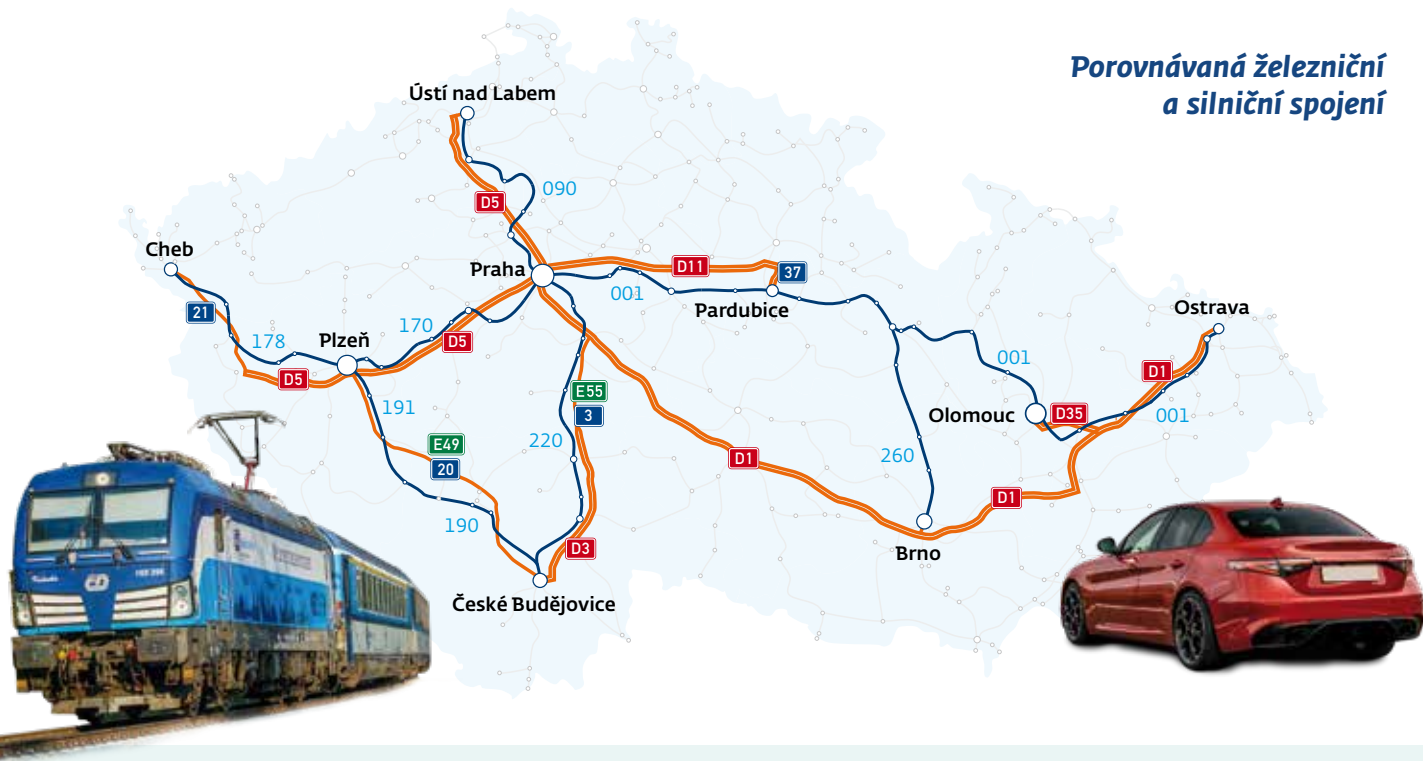 Porovnávaná železniční
a silniční spojení
Ústí nad Labem
090
D5
Cheb
Praha
D11
37
001
21
Pardubice
Ostrava
178
Plzeň
170
D5
001
D1
D5
E55
191
3
Olomouc
D35
001
E49
220
20
D1
260
D1
190
D3
Brno
České Budějovice